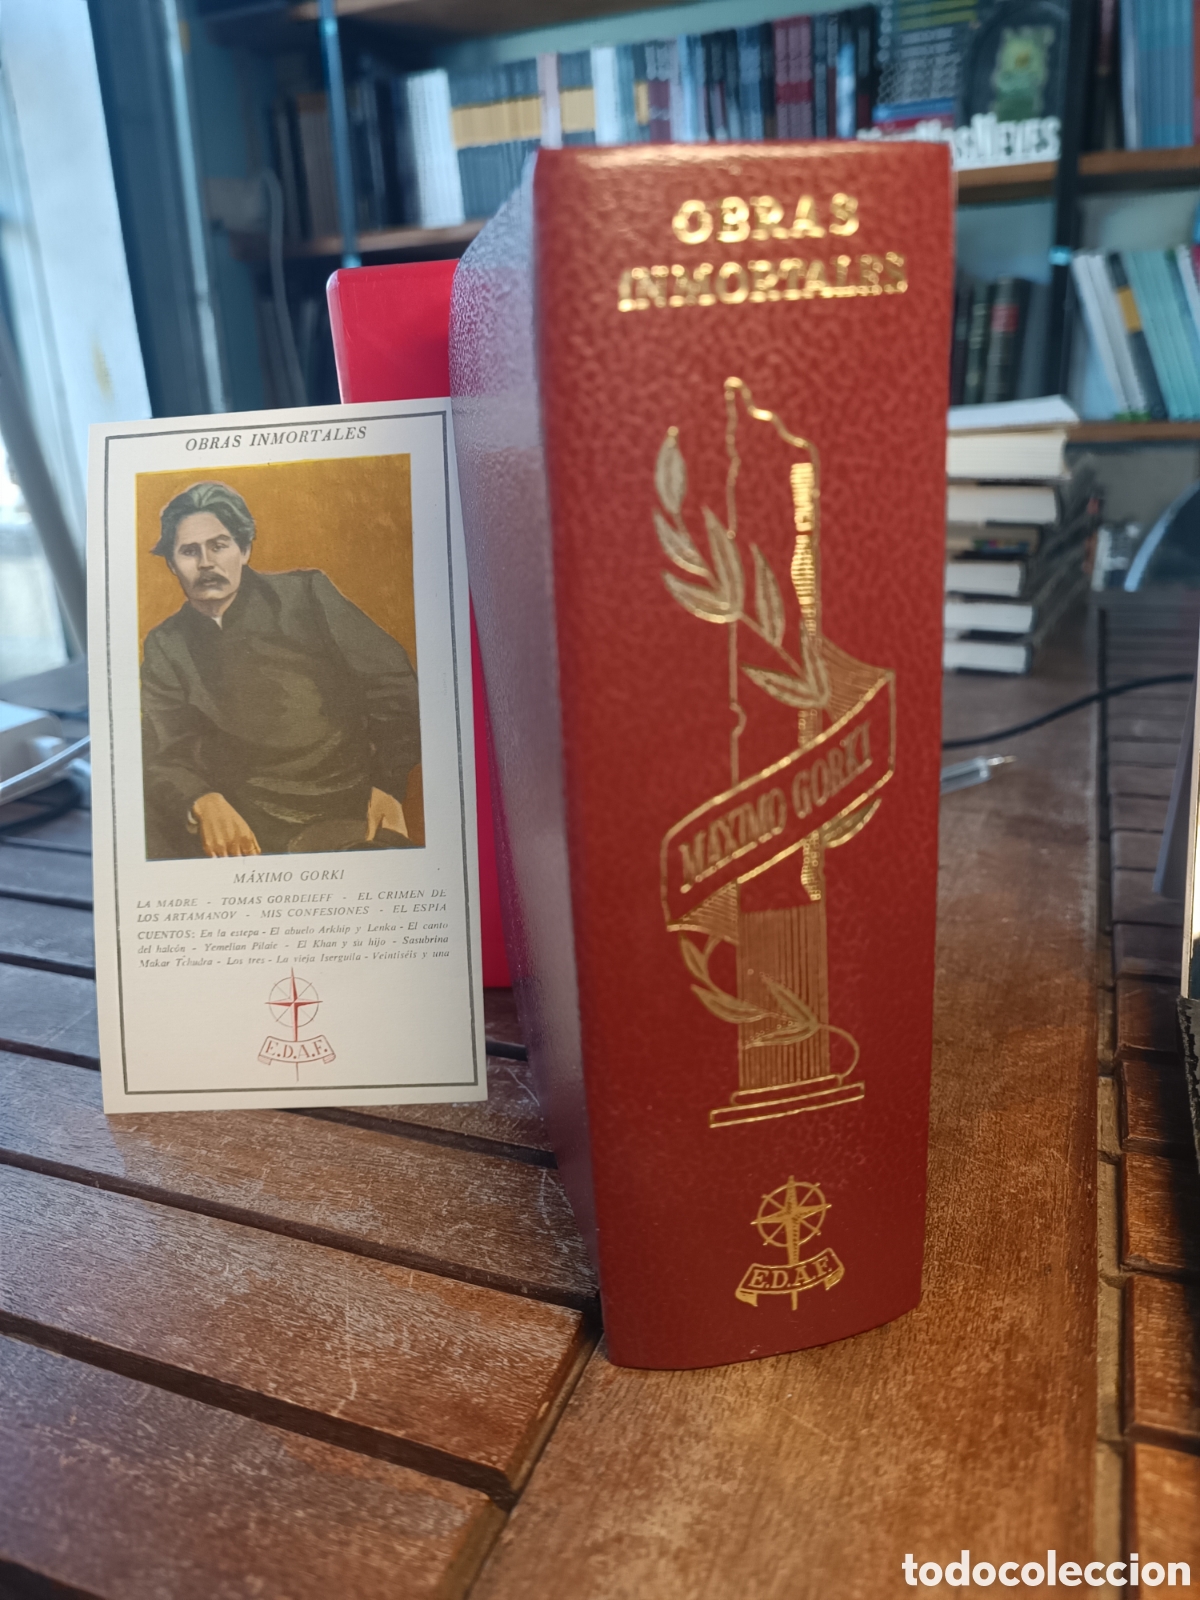 OBRAS INMORTALES
MÁXIMO GORKI
LA MADRE - TOMAS GORDEIEFF - EL CRIMEN DE
LOS ARTAMANOV - MIS CONFESIONES - EL ESPIA
CUENTOS: En la estepa - El abuelo Arkhip y Lenka - El canto
del halcón - Yemelian Pilaie - El Khan y su hijo - Sasubrina
Makar Tchudra - Los tres - La vieja Iserguila - Veintiséis y una
E.D.A.F.
OBRAS
INMORTALES
MAXIMO GORKI
E.D.A.F.
NIEVES
todocoleccion